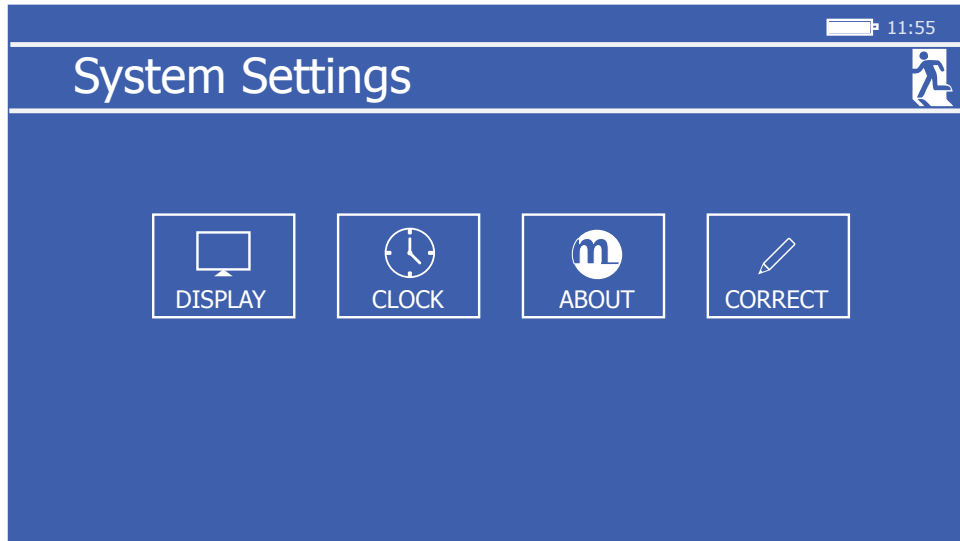 11:55
System Settings
DISPLAY
CLOCK
ABOUT
CORRECT
m